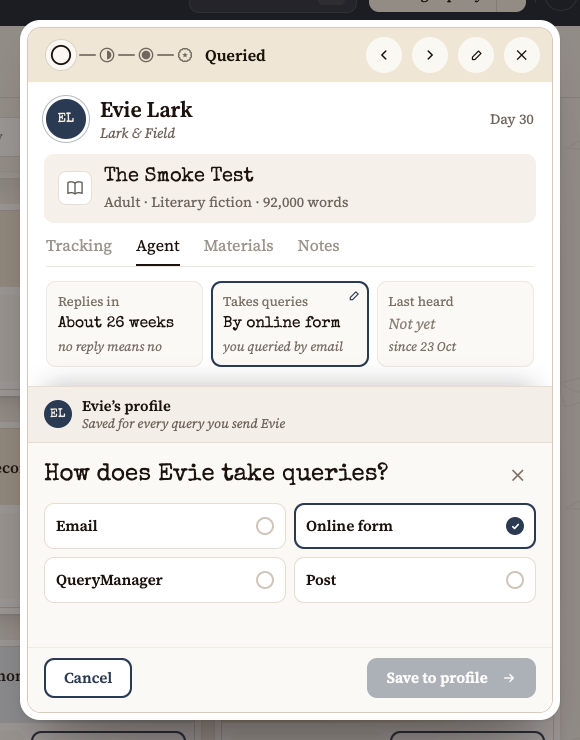 Queried
EL
Evie Lark
Lark & Field
Day 30
The Smoke Test
Adult · Literary fiction · 92,000 words
Tracking Agent Materials Notes
Replies in
About 26 weeks
no reply means no
Takes queries
By online form
you queried by email
Last heard
Not yet
since 23 Oct
EL
Evie’s profile
Saved for every query you send Evie
How does Evie take queries?
Email
Online form
QueryManager
Post
Cancel
Save to profile